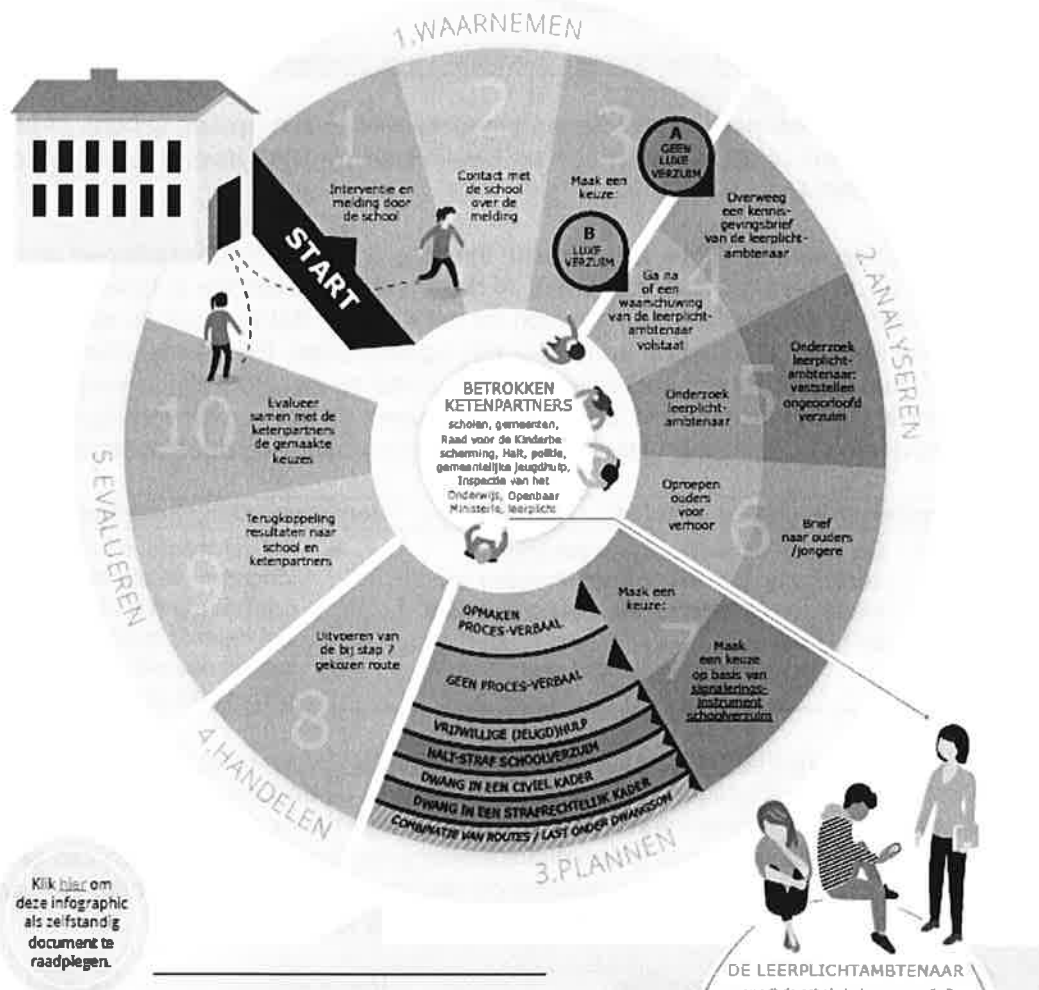 1.WAARNEMEN
1
Interventie en
melding door
de school
2
Contact met
de school
over de
melding
3
Maak een
keuze:
A
GEEN
LUXE
VERZUIM
B
LUXE
VERZUIM
START
2.ANALYSEREN
4
Overweeg
een kennis-
gevingsbrief
van de leerplicht-
ambtenaar
Ga na
of een
waarschuwing
van de leerplicht-
ambtenaar
volstaat
5
Onderzoek
leerplicht-
ambtenaar
Onderzoek
leerplicht-
ambtenaar:
vaststellen
ongeoorloofd
verzuim
6
Oproepen
ouders
voor
verhoor
Brief
naar ouders
/jongere
7
Maak een
keuze:
Maak
een keuze
op basis van
signalerings-
instrument
schoolverzuim
3.PLANNEN
OPMAKEN
PROCES-VERBAAL
GEEN PROCES-VERBAAL
VRIJWILLIGE (JEUGD)HULP
HALT-STRAF SCHOOLVERZUIM
DWANG IN EEN CIVIEL KADER
DWANG IN EEN STRAFRECHTELIJK KADER
COMBINATIE VAN ROUTES / LAST ONDER DWANGSOM
4.HANDELEN
8
Uitvoeren van
de bij stap 7
gekozen route
5.EVALUEREN
9
Terugkoppeling
resultaten naar
school en
ketenpartners
10
Evalueer
samen met de
ketenpartners
de gemaakte
keuzes
BETROKKEN
KETENPARTNERS
scholen, gemeenten,
Raad voor de Kinderbe
scherming, Halt, politie,
gemeentelijke jeugdhulp,
Inspectie van het
Onderwijs, Openbaar
Ministerie, leerplicht
Klik hier om
deze infographic
als zelfstandig
document te
raadplegen.
DE LEERPLICHTAMBTENAAR